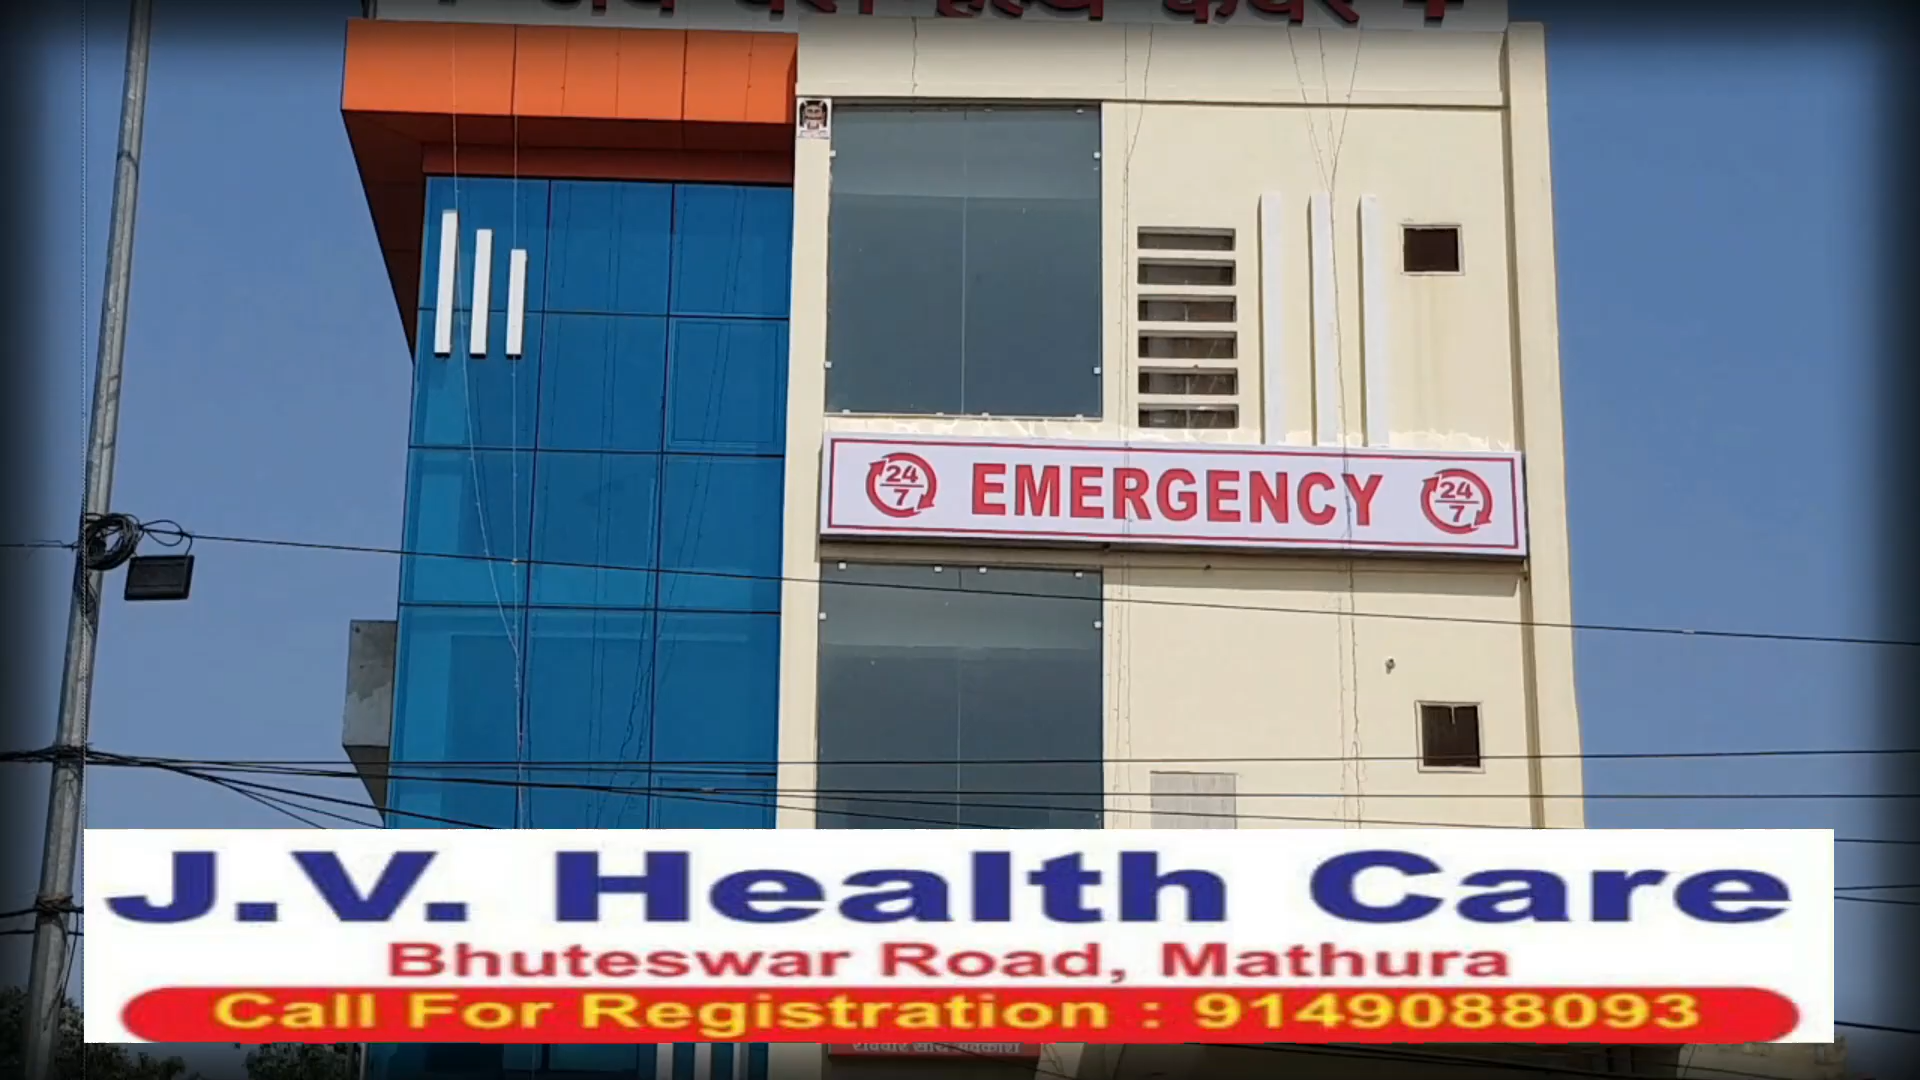 24
7
EMERGENCY
24
7
J.V. Health Care
Bhuteswar Road, Mathura
Call For Registration : 9149088093